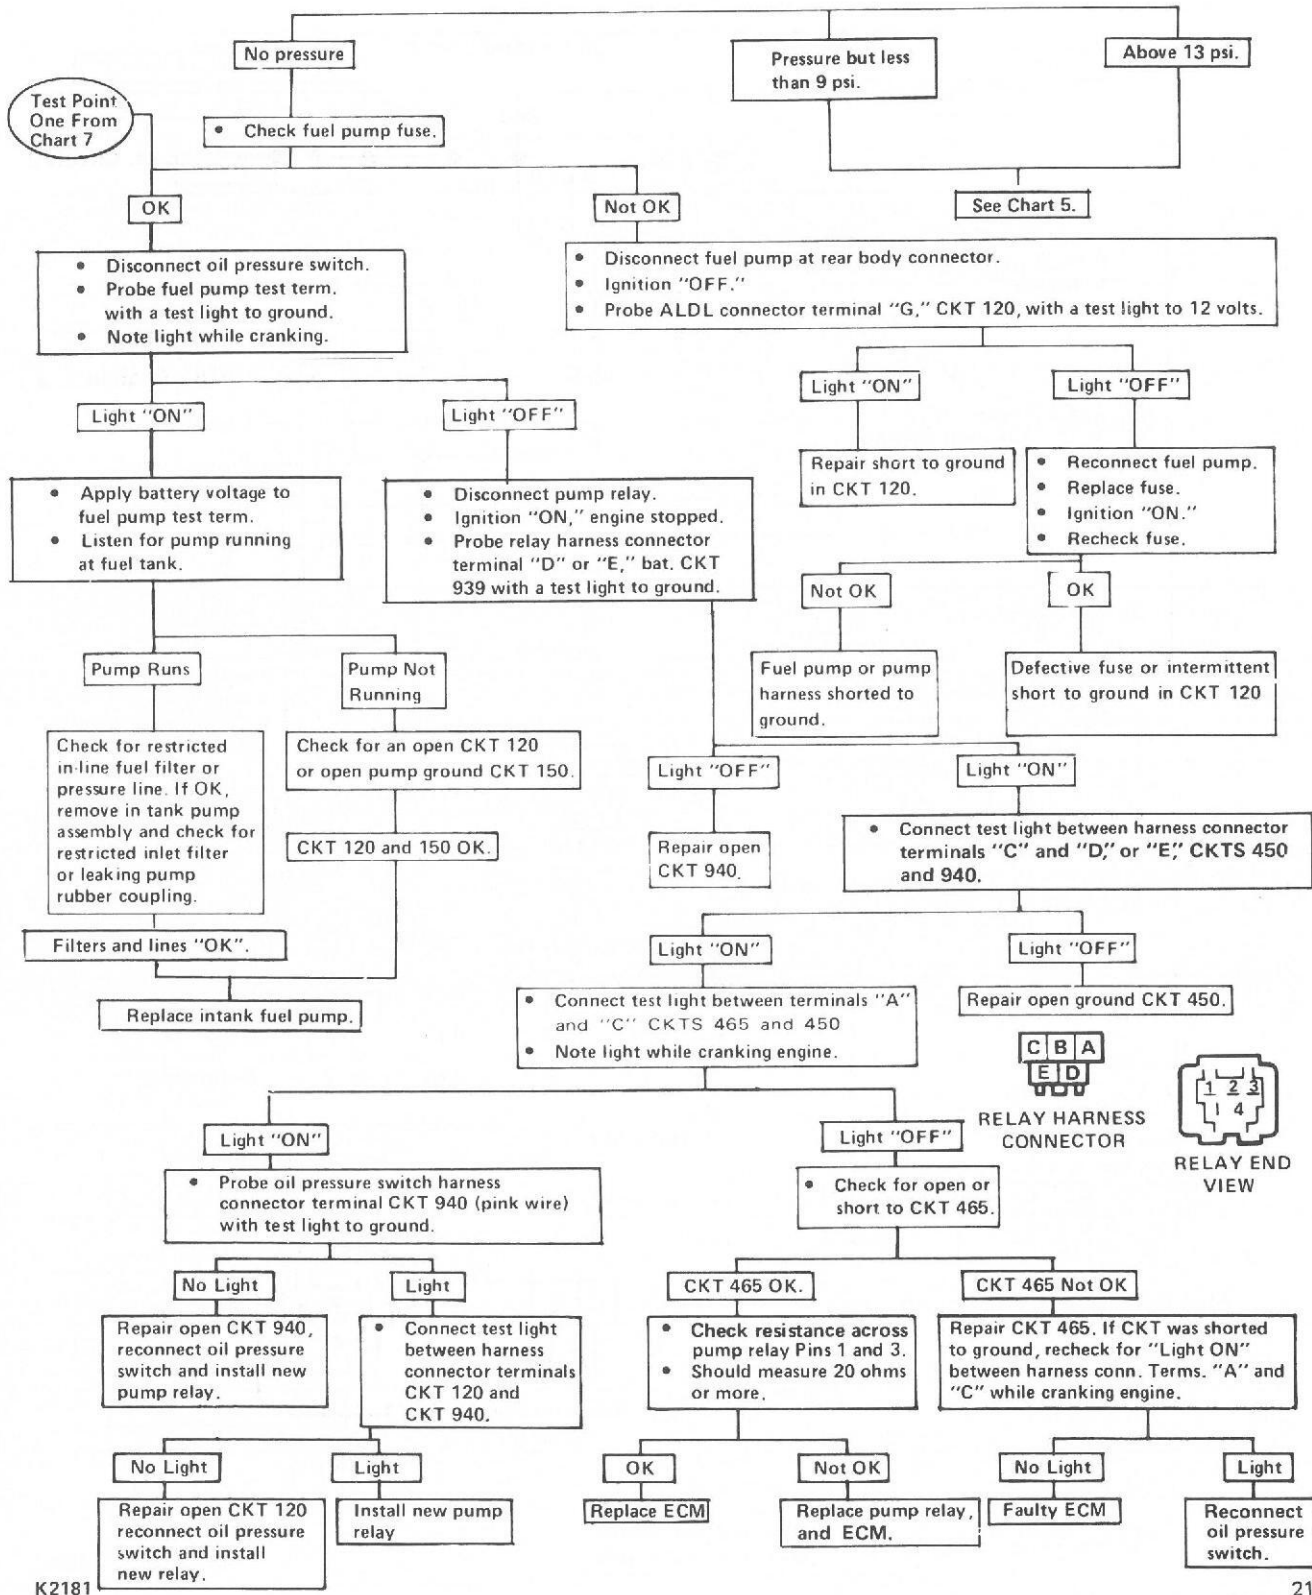 No pressure
Pressure but less
than 9 psi.
Above 13 psi.
Test Point
One From
Chart 7
• Check fuel pump fuse.
OK
Not OK
See Chart 5.
• Disconnect oil pressure switch.
• Probe fuel pump test term.
with a test light to ground.
• Note light while cranking.
• Disconnect fuel pump at rear body connector.
• Ignition "OFF."
• Probe ALDL connector terminal "G," CKT 120, with a test light to 12 volts.
Light "ON"
Light "OFF"
Light "ON"
Light "OFF"
Repair short to ground
in CKT 120.
• Reconnect fuel pump.
• Replace fuse.
• Ignition "ON."
• Recheck fuse.
• Apply battery voltage to
fuel pump test term.
• Listen for pump running
at fuel tank.
• Disconnect pump relay.
• Ignition "ON," engine stopped.
• Probe relay harness connector
terminal "D" or "E," bat. CKT
939 with a test light to ground.
Not OK
OK
Fuel pump or pump
harness shorted to
ground.
Defective fuse or intermittent
short to ground in CKT 120
Pump Runs
Pump Not
Running
Check for restricted
in-line fuel filter or
pressure line. If OK,
remove in tank pump
assembly and check for
restricted inlet filter
or leaking pump
rubber coupling.
Check for an open CKT 120
or open pump ground CKT 150.
CKT 120 and 150 OK.
Filters and lines "OK".
Replace intank fuel pump.
Light "OFF"
Light "ON"
Repair open
CKT 940.
• Connect test light between harness connector
terminals "C" and "D," or "E," CKTS 450
and 940.
Light "ON"
Light "OFF"
• Connect test light between terminals "A"
and "C" CKTS 465 and 450
• Note light while cranking engine.
Repair open ground CKT 450.
C B A
E D
RELAY HARNESS
CONNECTOR
1 2 3
4
RELAY END
VIEW
Light "ON"
Light "OFF"
• Probe oil pressure switch harness
connector terminal CKT 940 (pink wire)
with test light to ground.
• Check for open or
short to CKT 465.
No Light
Light
CKT 465 OK.
CKT 465 Not OK
Repair open CKT 940,
reconnect oil pressure
switch and install new
pump relay.
• Connect test light
between harness
connector terminals
CKT 120 and
CKT 940.
• Check resistance across
pump relay Pins 1 and 3.
• Should measure 20 ohms
or more.
Repair CKT 465. If CKT was shorted
to ground, recheck for "Light ON"
between harness conn. Terms. "A" and
"C" while cranking engine.
No Light
Light
OK
Not OK
No Light
Light
Repair open CKT 120
reconnect oil pressure
switch and install
new relay.
Install new pump
relay
Replace ECM
Replace pump relay,
and ECM.
Faulty ECM
Reconnect
oil pressure
switch.
K2181
21